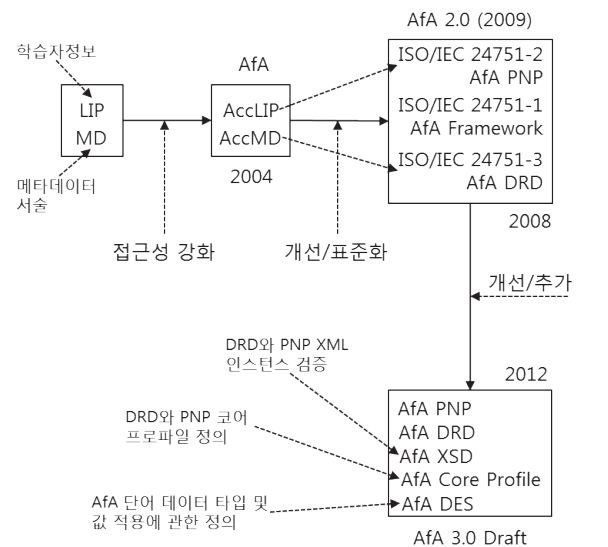 AfA 2.0 (2009)
학습자정보
AfA
ISO/IEC 24751-2
AfA PNP
LIP
MD
AccLIP
AccMD
ISO/IEC 24751-1
AfA Framework
ISO/IEC 24751-3
AfA DRD
2004
메타데이터
서술
2008
접근성 강화
개선/표준화
개선/추가
DRD와 PNP XML
인스턴스 검증
2012
DRD와 PNP 코어
프로파일 정의
AfA PNP
AfA DRD
AfA XSD
AfA Core Profile
AfA DES
AfA 단어 데이터 타입 및
값 적용에 관한 정의
AfA 3.0 Draft